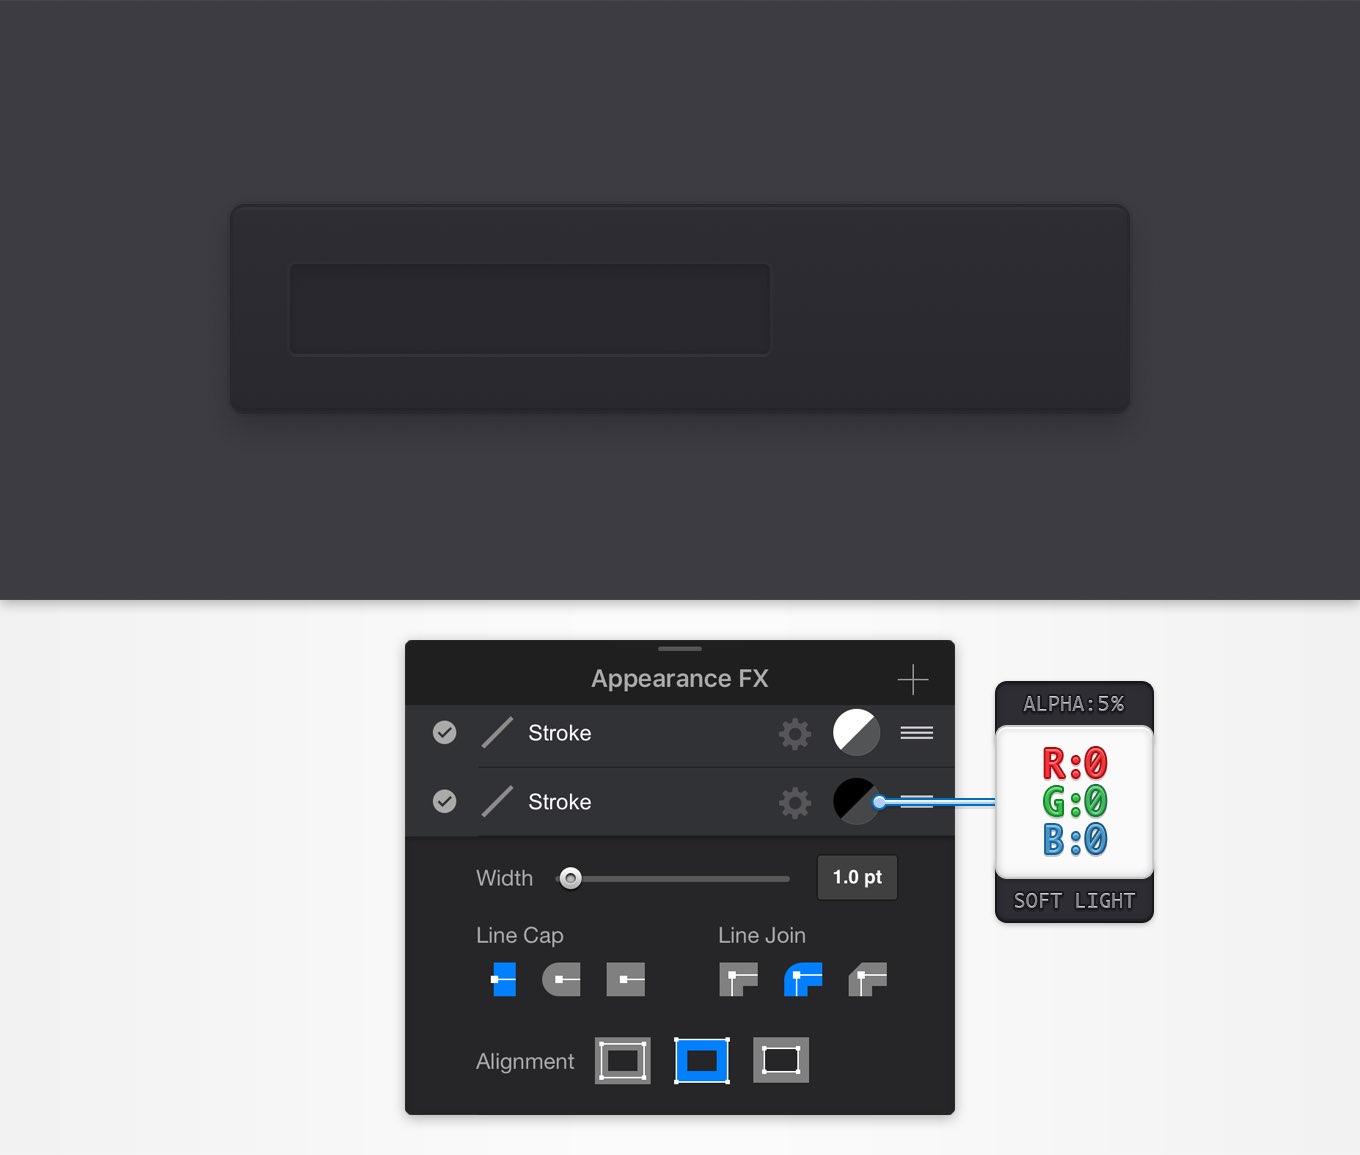 Appearance FX
Stroke
Stroke
Width
1.0 pt
Line Cap
Line Join
Alignment
ALPHA:5%
R:0
G:0
B:0
SOFT LIGHT